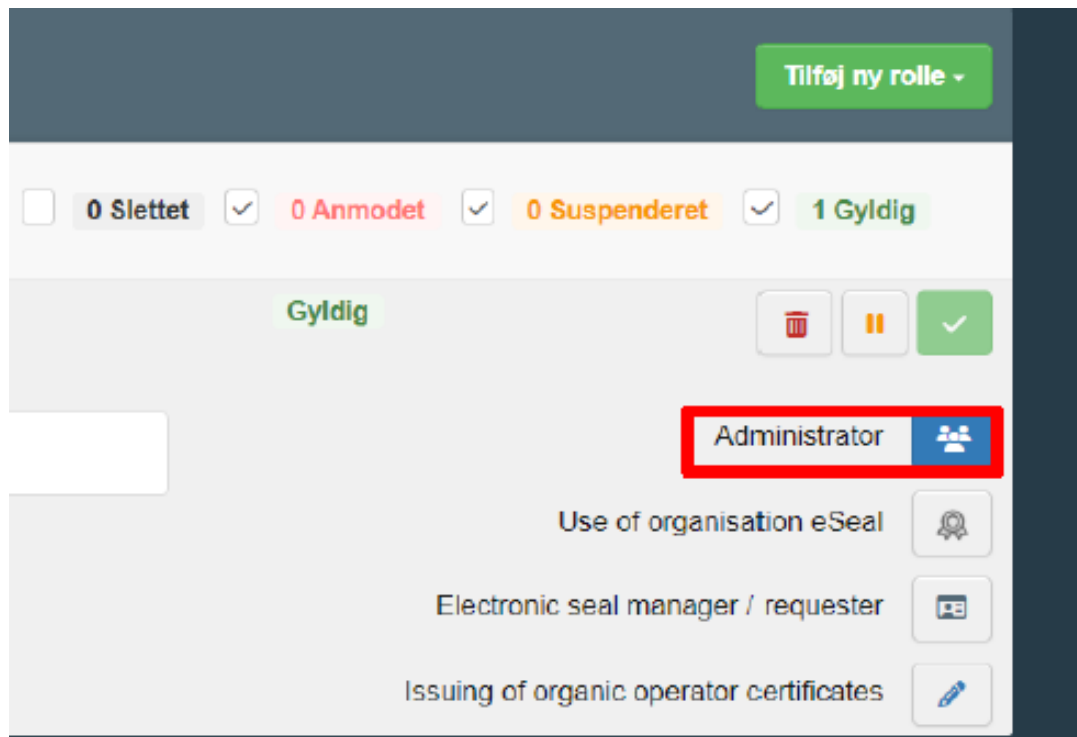 Tilføj ny rolle
0 Slettet 0 Anmodet 0 Suspenderet 1 Gyldig
Gyldig
Administrator
Use of organisation eSeal
Electronic seal manager / requester
Issuing of organic operator certificates